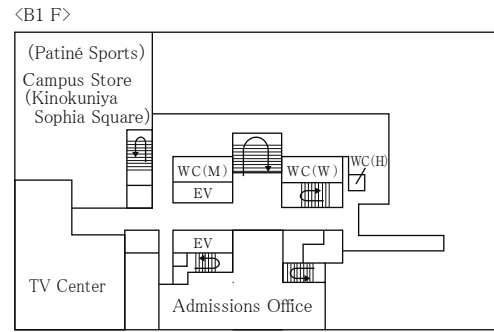 <B1 F>
(Patiné Sports)
Campus Store
(Kinokuniya
Sophia Square)
WC(M)
WC(W)
WC(H)
EV
EV
TV Center
Admissions Office